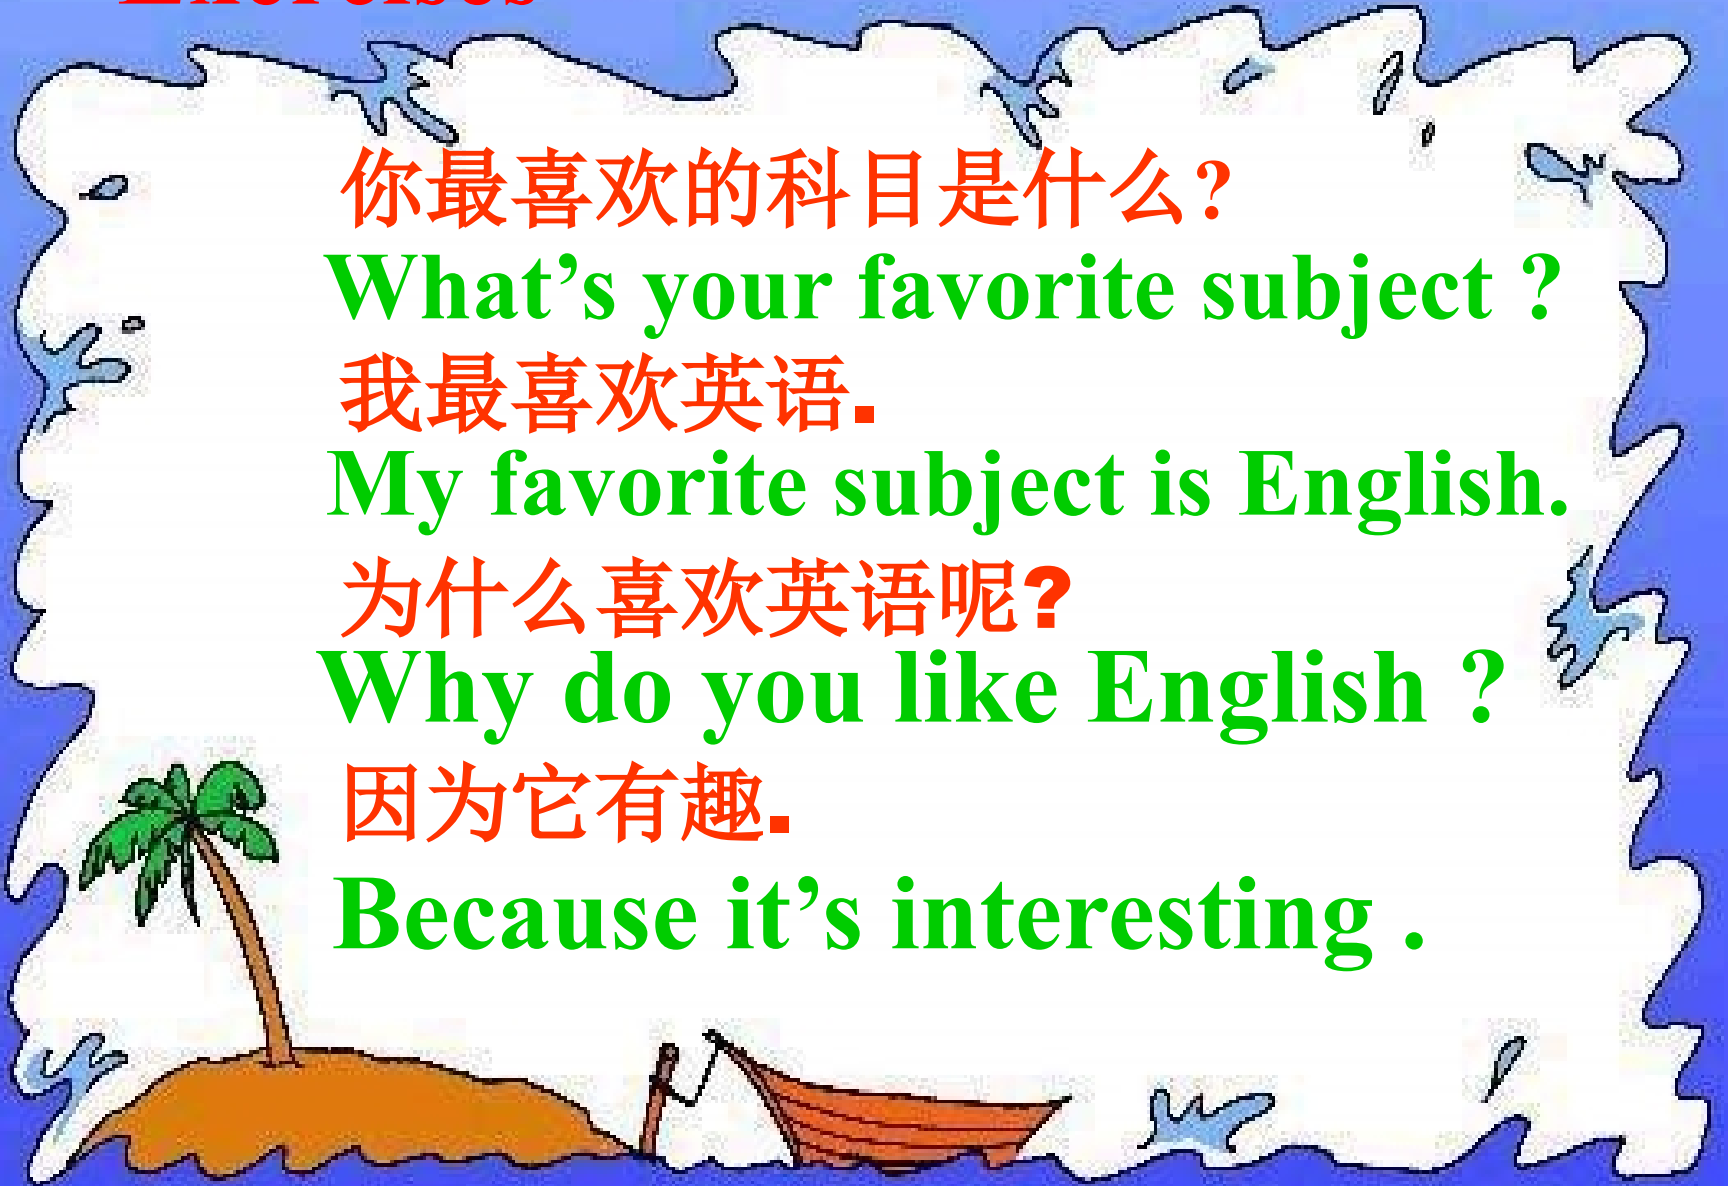 Exercises
你最喜欢的科目是什么?
What’s your favorite subject ?
我最喜欢英语.
My favorite subject is English.
为什么喜欢英语呢?
Why do you like English ?
因为它有趣.
Because it’s interesting .